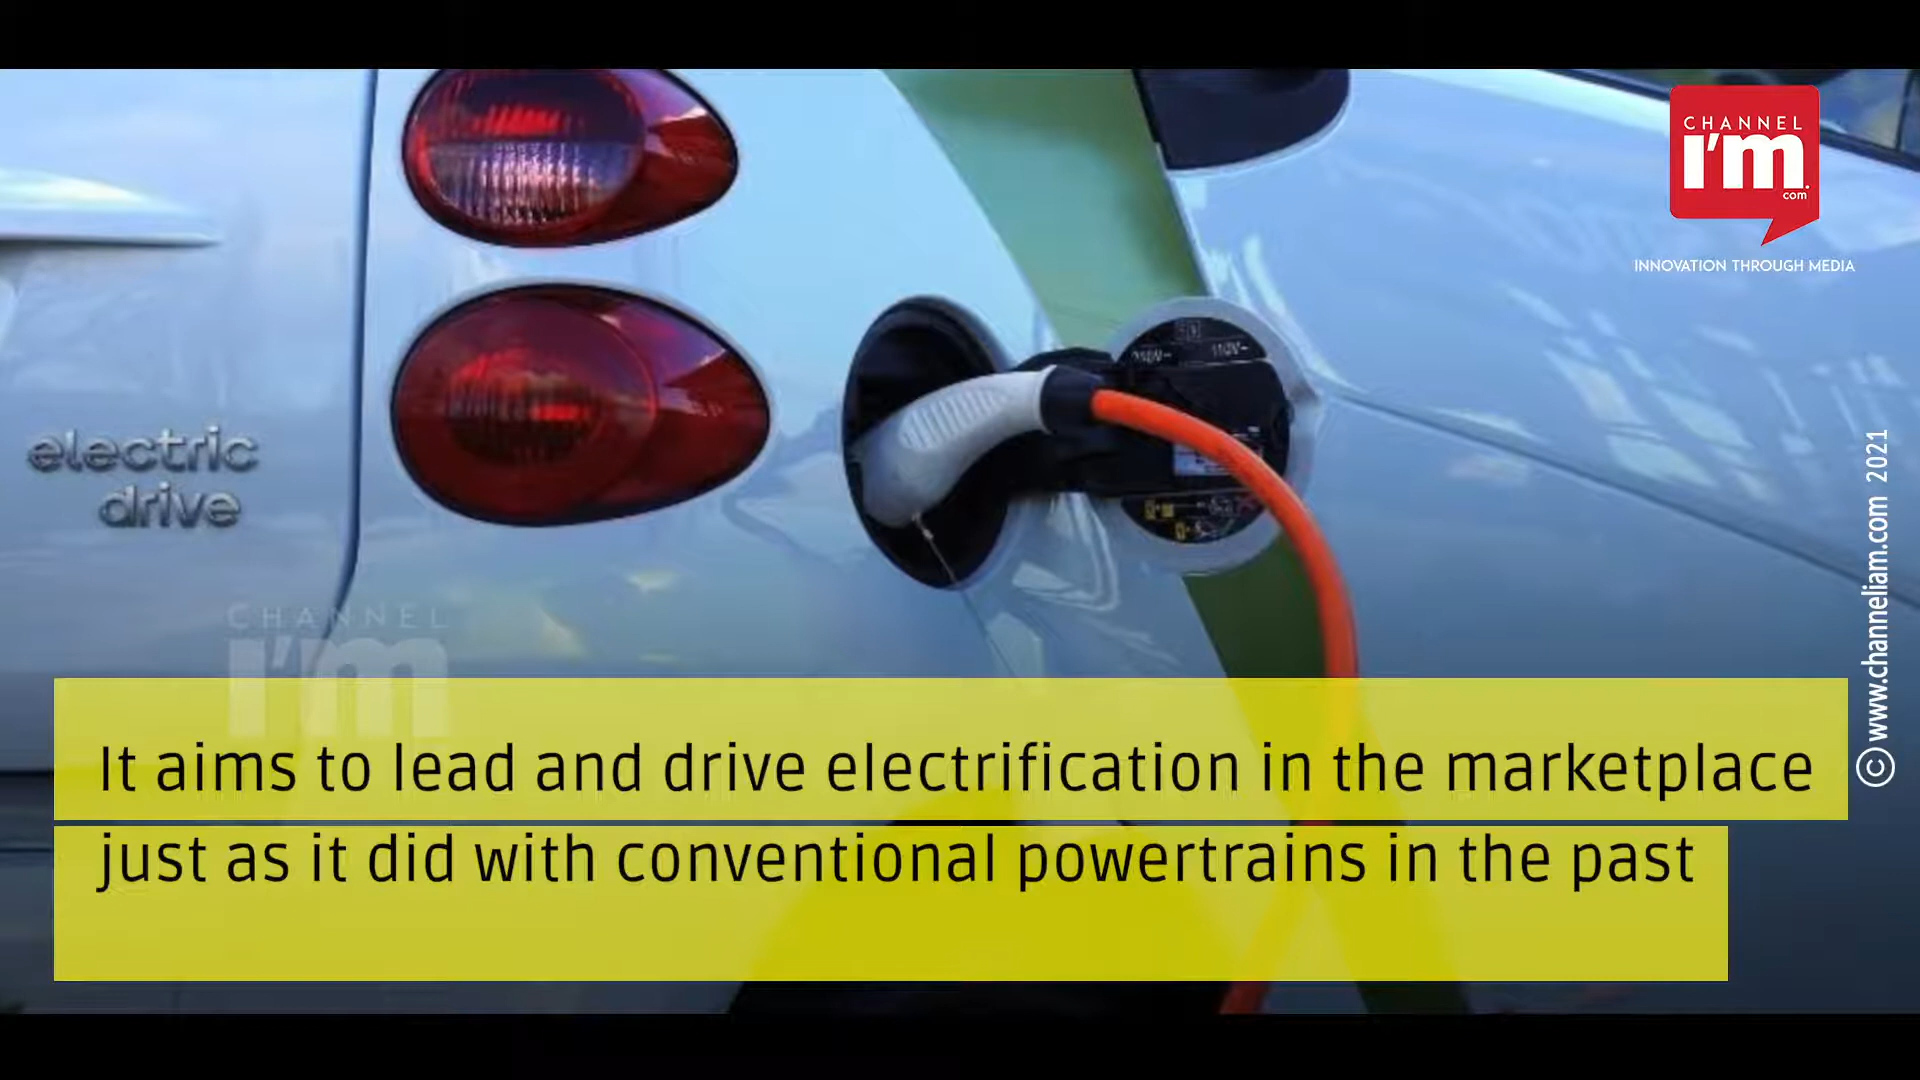 CHANNEL
I'm
.com
INNOVATION THROUGH MEDIA
electric
drive
CHANNEL
I'm
It aims to lead and drive electrification in the marketplace
just as it did with conventional powertrains in the past
© www.channeliam.com 2021